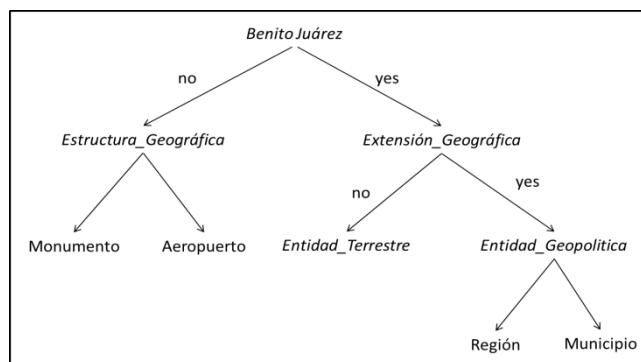 Benito Juárez
no
yes
Estructura_Geográfica
Extensión_Geográfica
no
yes
Monumento
Aeropuerto
Entidad_Terrestre
Entidad_Geopolitica
Región
Municipio